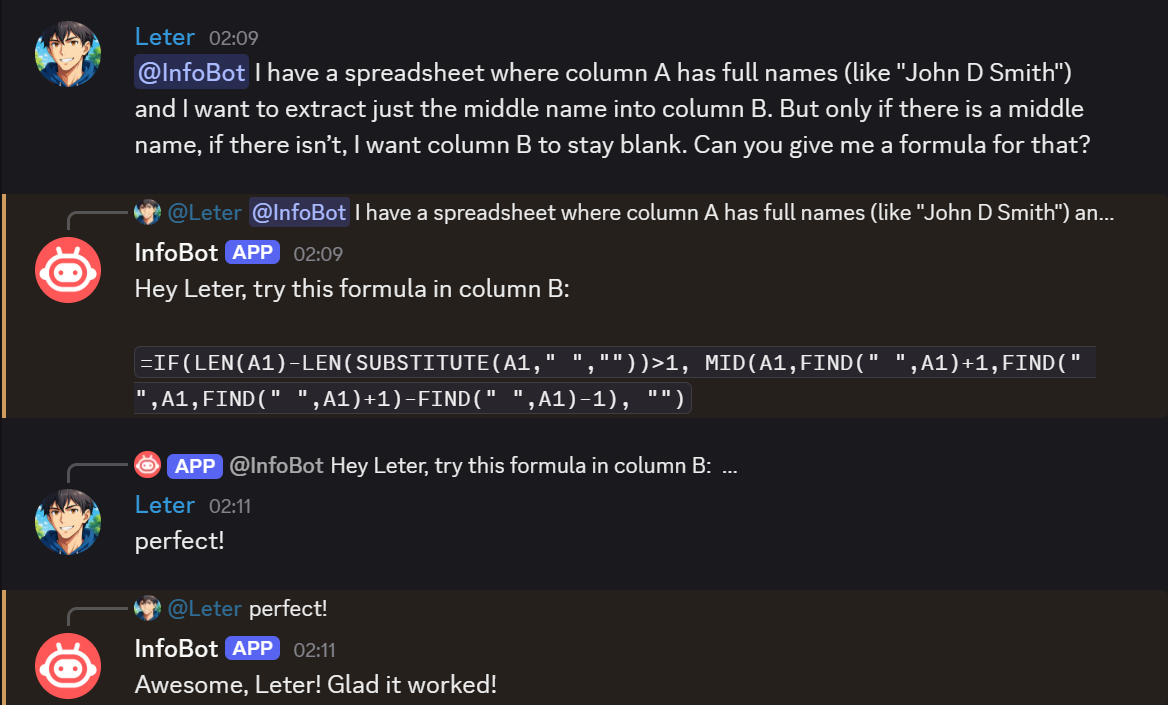 Leter 02:09
@InfoBot I have a spreadsheet where column A has full names (like "John D Smith")
and I want to extract just the middle name into column B. But only if there is a middle
name, if there isn’t, I want column B to stay blank. Can you give me a formula for that?
@Leter @InfoBot I have a spreadsheet where column A has full names (like "John D Smith") an...
InfoBot APP 02:09
Hey Leter, try this formula in column B:
=IF(LEN(A1)-LEN(SUBSTITUTE(A1," ",""))>1, MID(A1,FIND(" ",A1)+1,FIND("
",A1,FIND(" ",A1)+1)-FIND(" ",A1)-1), "")
APP @InfoBot Hey Leter, try this formula in column B: ...
Leter 02:11
perfect!
@Leter perfect!
InfoBot APP 02:11
Awesome, Leter! Glad it worked!